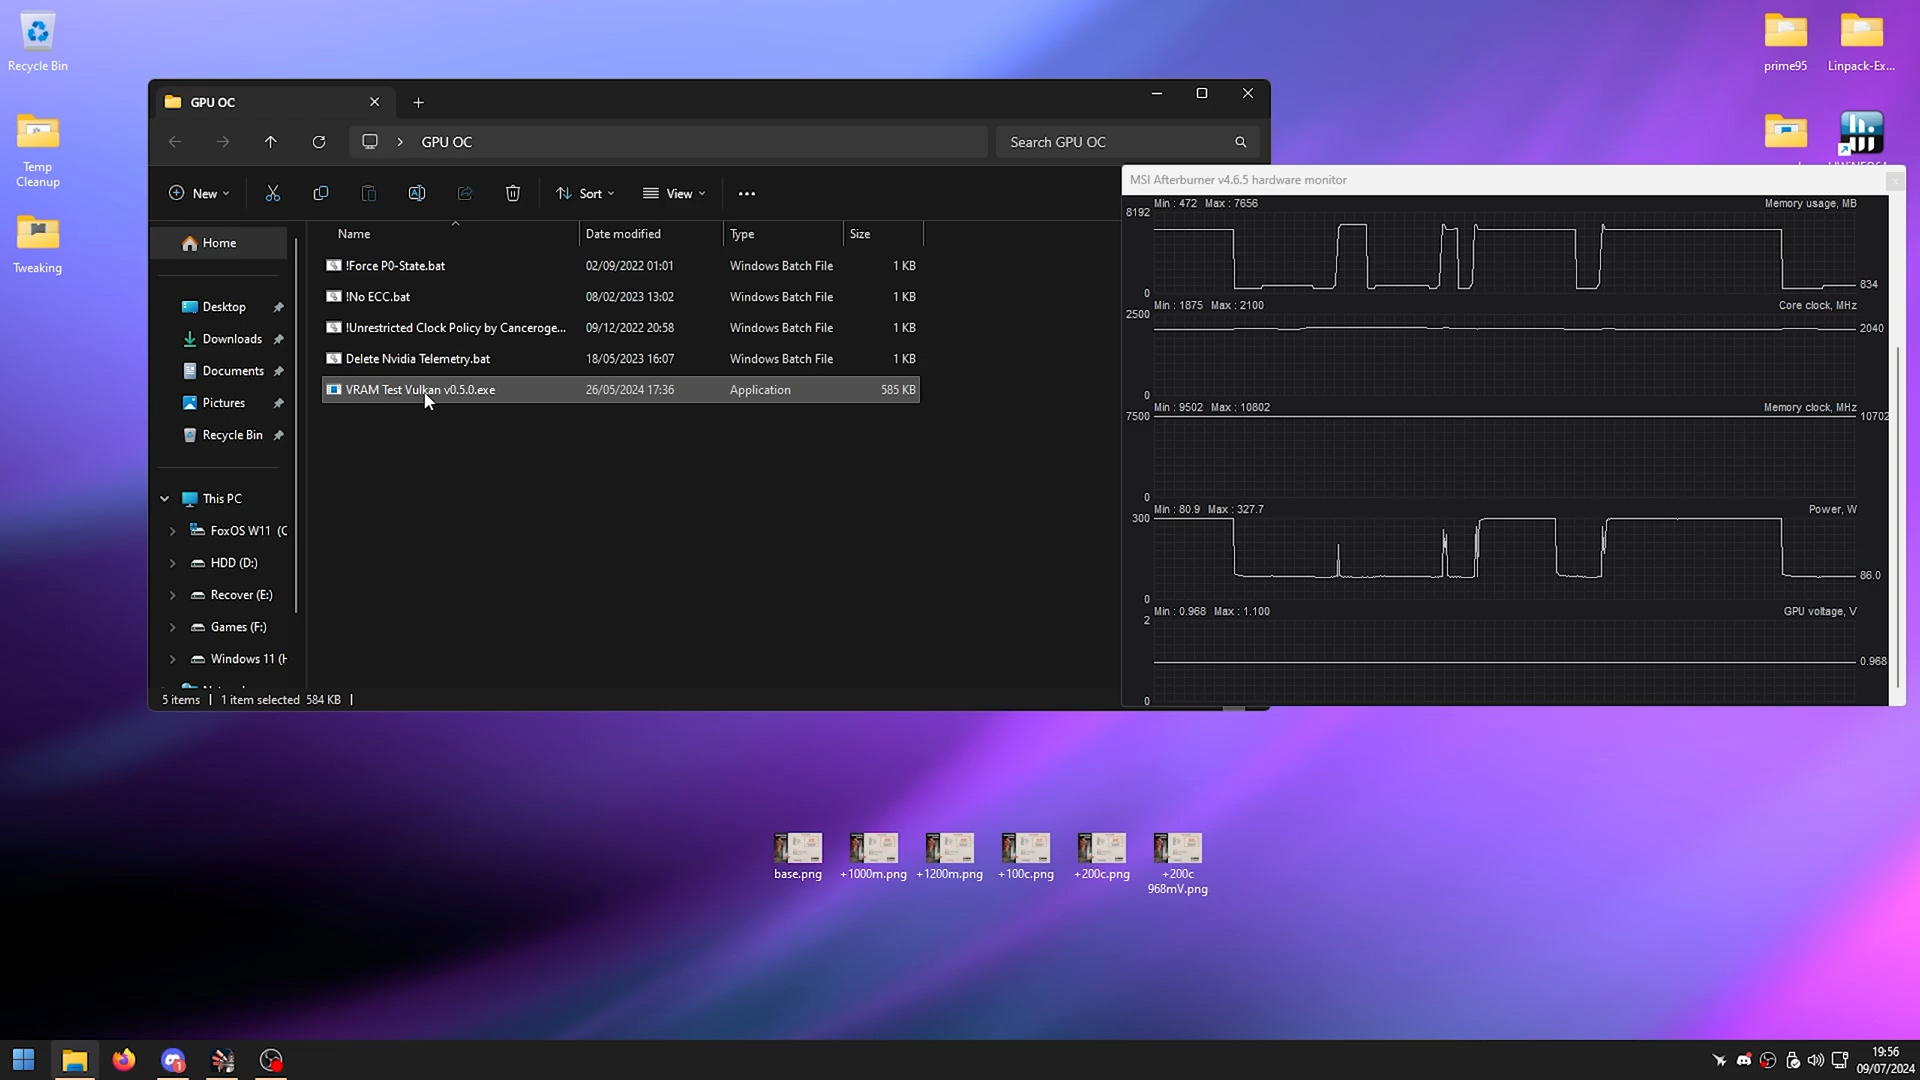 Recycle Bin
Temp
Cleanup
Tweaking
prime95
Linpack-Ex...
GPU OC
GPU OC
Search GPU OC
New
Sort
View
Home
Desktop
Downloads
Documents
Pictures
Recycle Bin
This PC
FoxOS W11 (C
HDD (D:)
Recover (E:)
Games (F:)
Windows 11 (H
Name
Date modified
Type
Size
!Force P0-State.bat
02/09/2022 01:01
Windows Batch File
1 KB
!No ECC.bat
08/02/2023 13:02
Windows Batch File
1 KB
!Unrestricted Clock Policy by Canceroge...
09/12/2022 20:58
Windows Batch File
1 KB
Delete Nvidia Telemetry.bat
18/05/2023 16:07
Windows Batch File
1 KB
VRAM Test Vulkan v0.5.0.exe
26/05/2024 17:36
Application
585 KB
5 items
1 item selected 584 KB
MSI Afterburner v4.6.5 hardware monitor
Min : 472 Max : 7656
Memory usage, MB
8192
834
0
Min : 1875 Max : 2100
Core clock, MHz
2500
2040
0
Min : 9502 Max : 10802
Memory clock, MHz
7500
10702
0
Min : 80.9 Max : 327.7
Power, W
300
86.0
0
Min : 0.968 Max : 1.100
GPU voltage, V
2
0.968
0
base.png
+1000m.png
+1200m.png
+100c.png
+200c.png
+200c
968mV.png
1
19:56
09/07/2024